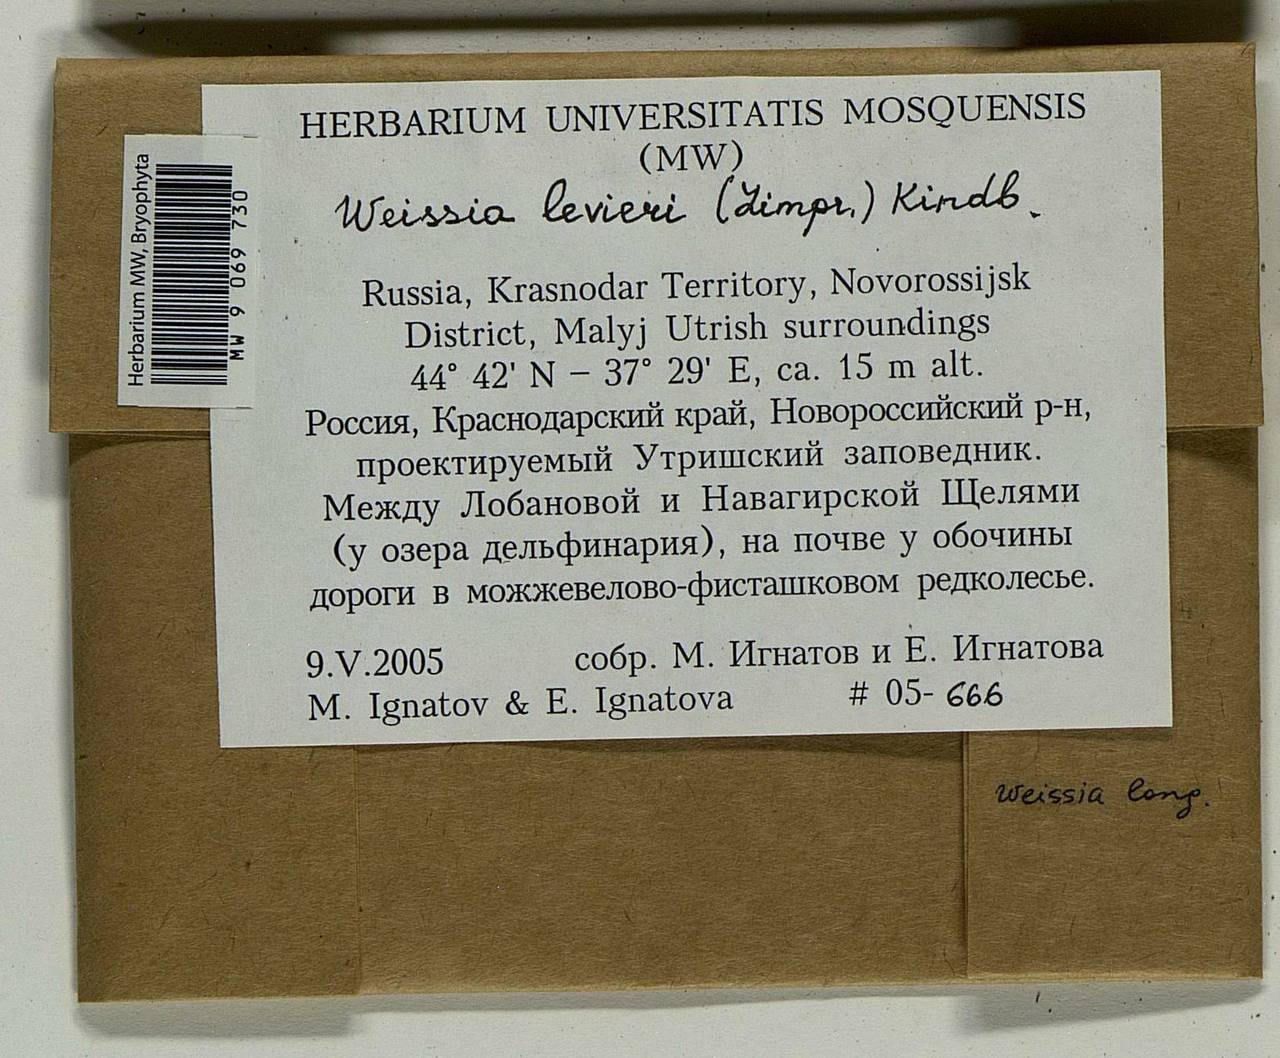 HERBARIUM UNIVERSITATIS MOSQUENSIS
(MW)
Weissia levieri (Limpr.) Kindb.
Russia, Krasnodar Territory, Novorossijsk
District, Malyj Utrish surroundings
44° 42' N – 37° 29' E, ca. 15 m alt.
Россия, Краснодарский край, Новороссийский р-н,
проектируемый Утришский заповедник.
Между Лобановой и Навагирской Щелями
(у озера дельфинария), на почве у обочины
дороги в можжевелово-фисташковом редколесье.
9.V.2005 собр. М. Игнатов и Е. Игнатова
M. Ignatov & E. Ignatova # 05-666
Herbarium MW, Bryophyta
MW 9 069 730
Weissia long.